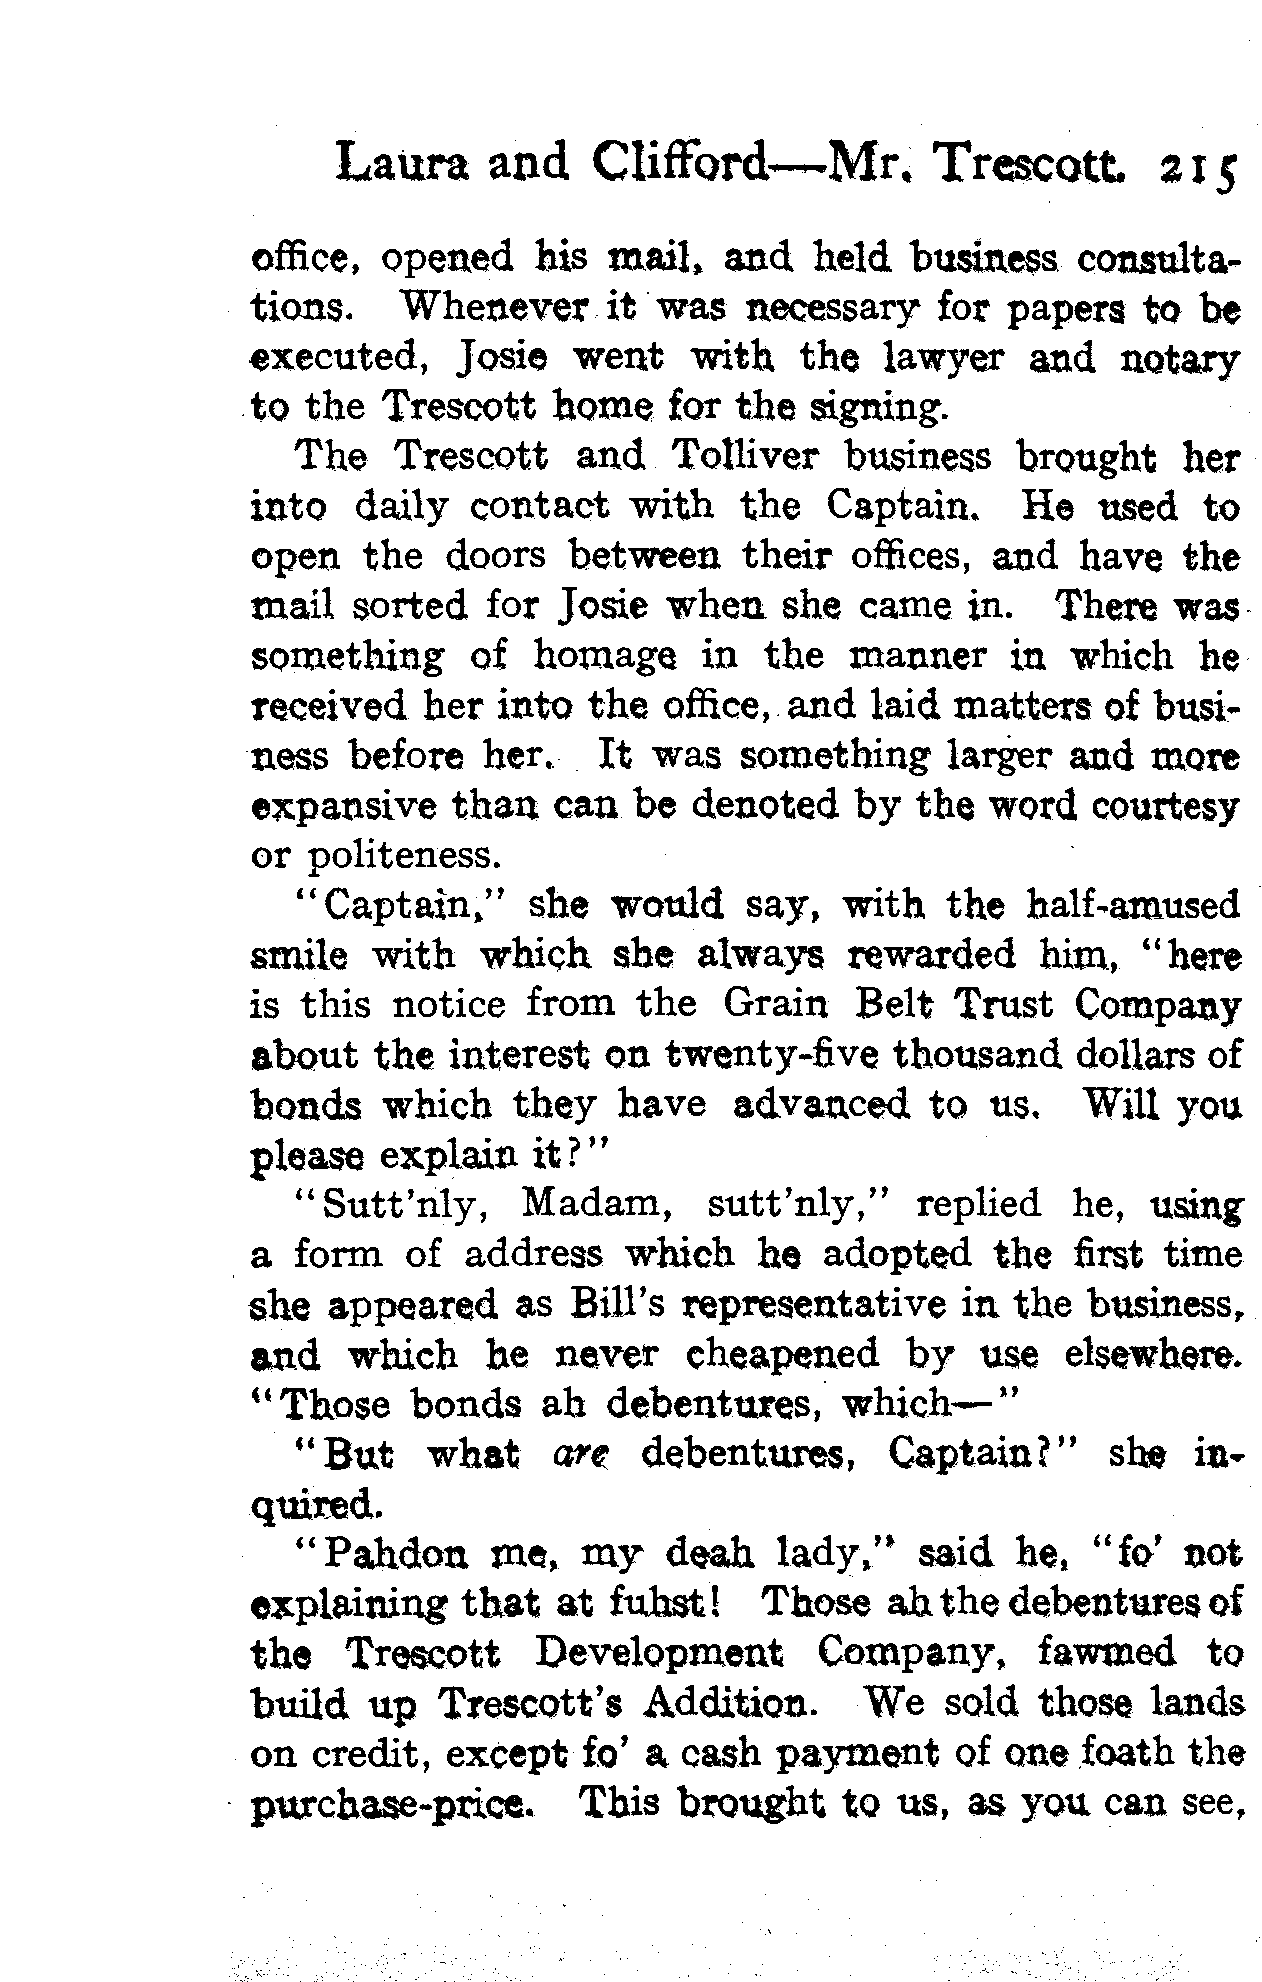 Laura and Clifford—Mr. Trescott. 215
office, opened his mail, and held business consulta-
tions. Whenever it was necessary for papers to be
executed, Josie went with the lawyer and notary
to the Trescott home for the signing.
The Trescott and Tolliver business brought her
into daily contact with the Captain. He used to
open the doors between their offices, and have the
mail sorted for Josie when she came in. There was
something of homage in the manner in which he
received her into the office, and laid matters of busi-
ness before her. It was something larger and more
expansive than can be denoted by the word courtesy
or politeness.
"Captain," she would say, with the half-amused
smile with which she always rewarded him, "here
is this notice from the Grain Belt Trust Company
about the interest on twenty-five thousand dollars of
bonds which they have advanced to us. Will you
please explain it?"
"Sutt'nly, Madam, sutt'nly," replied he, using
a form of address which he adopted the first time
she appeared as Bill's representative in the business,
and which he never cheapened by use elsewhere.
"Those bonds ah debentures, which—"
"But what are debentures, Captain?" she in-
quired.
"Pahdon me, my deah lady," said he, "fo' not
explaining that at fuhst! Those ah the debentures of
the Trescott Development Company, fawmed to
build up Trescott's Addition. We sold those lands
on credit, except fo' a cash payment of one foath the
purchase-price. This brought to us, as you can see,